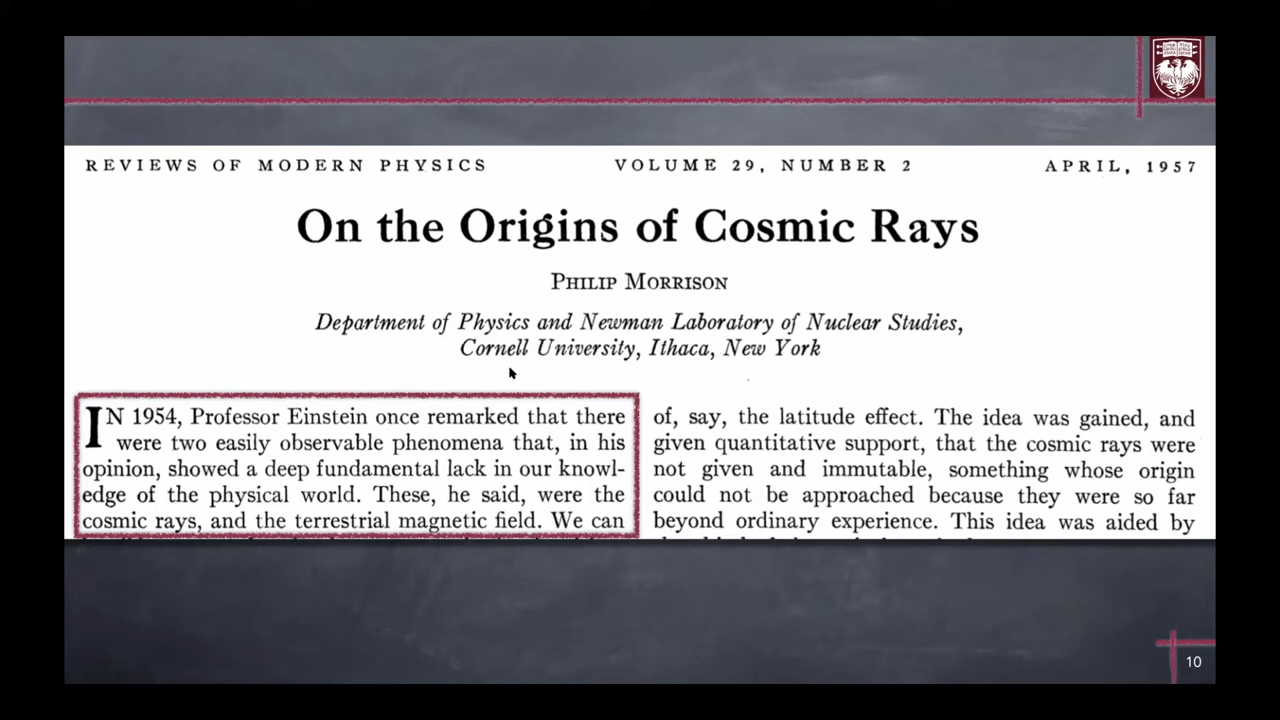 REVIEWS OF MODERN PHYSICS VOLUME 29, NUMBER 2 APRIL, 1957
On the Origins of Cosmic Rays
PHILIP MORRISON
Department of Physics and Newman Laboratory of Nuclear Studies,
Cornell University, Ithaca, New York
IN 1954, Professor Einstein once remarked that there
were two easily observable phenomena that, in his
opinion, showed a deep fundamental lack in our knowl-
edge of the physical world. These, he said, were the
cosmic rays, and the terrestrial magnetic field. We can
of, say, the latitude effect. The idea was gained, and
given quantitative support, that the cosmic rays were
not given and immutable, something whose origin
could not be approached because they were so far
beyond ordinary experience. This idea was aided by
10